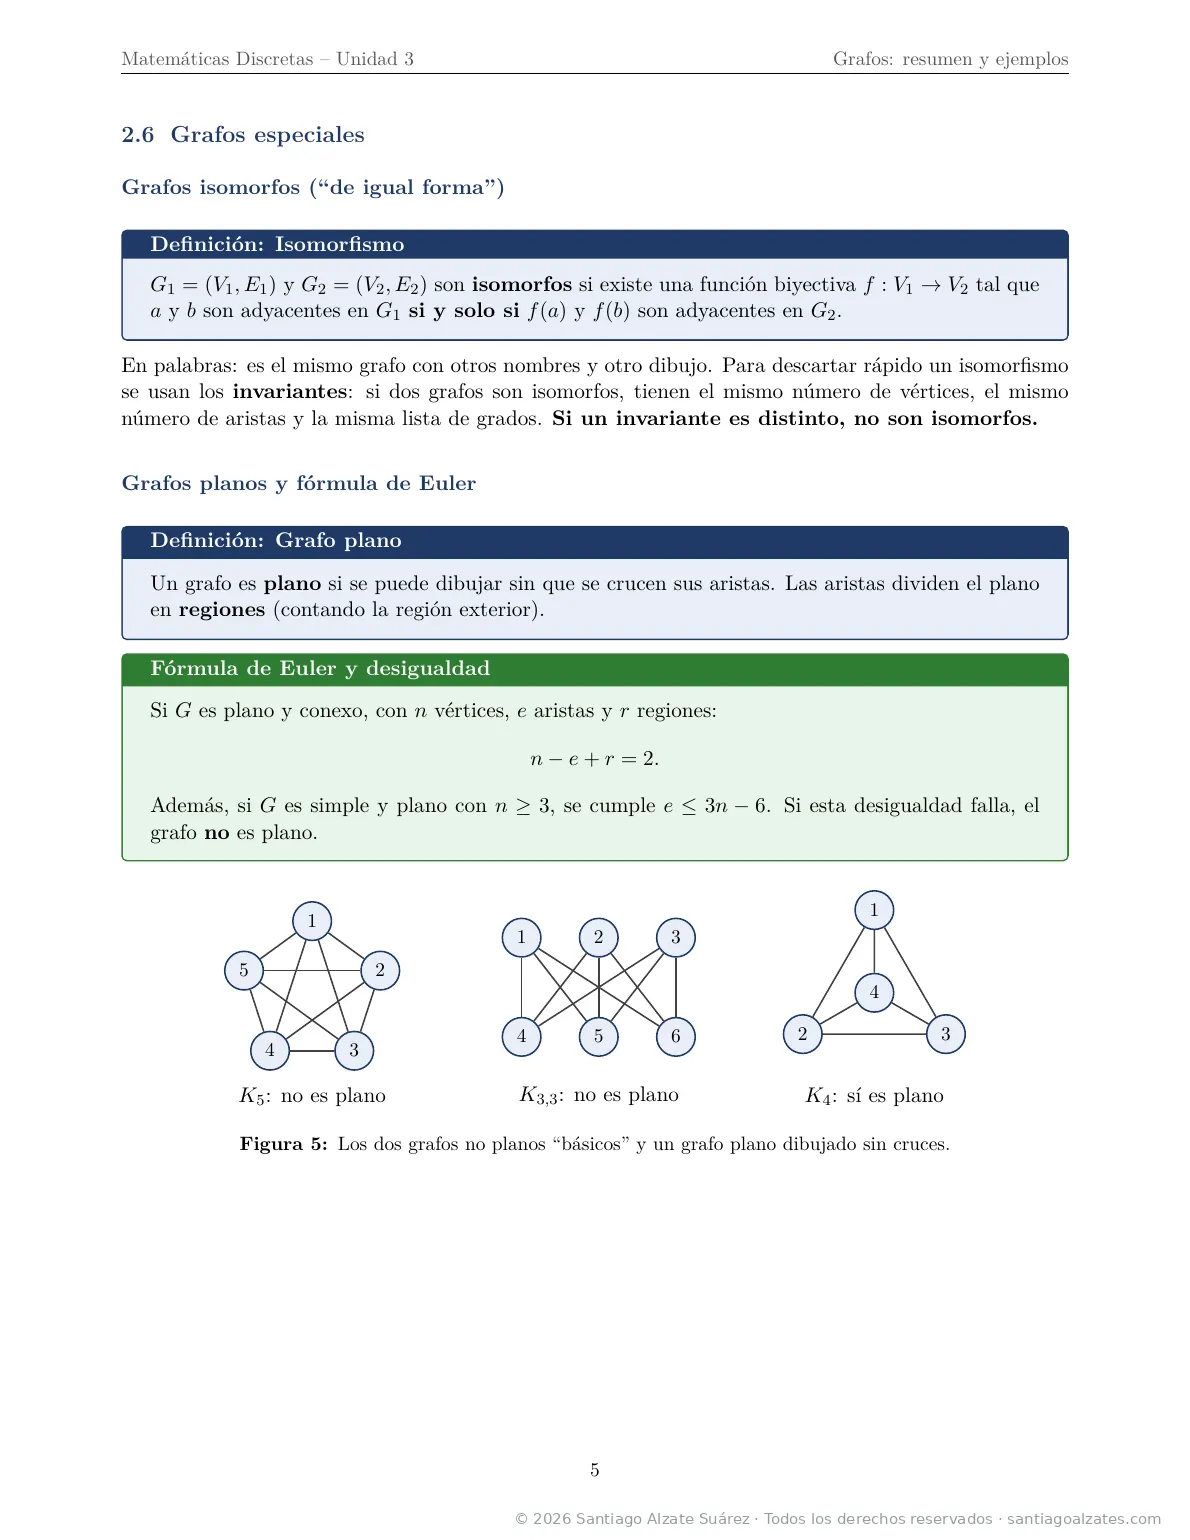 Matemáticas Discretas – Unidad 3 Grafos: resumen y ejemplos
2.6 Grafos especiales
Grafos isomorfos (“de igual forma”)
Definición: Isomorfismo
G₁ = (V₁, E₁) y G₂ = (V₂, E₂) son isomorfos si existe una función biyectiva f : V₁ → V₂ tal que
a y b son adyacentes en G₁ si y solo si f(a) y f(b) son adyacentes en G₂.
En palabras: es el mismo grafo con otros nombres y otro dibujo. Para descartar rápido un isomorfismo
se usan los invariantes: si dos grafos son isomorfos, tienen el mismo número de vértices, el mismo
número de aristas y la misma lista de grados. Si un invariante es distinto, no son isomorfos.
Grafos planos y fórmula de Euler
Definición: Grafo plano
Un grafo es plano si se puede dibujar sin que se crucen sus aristas. Las aristas dividen el plano
en regiones (contando la región exterior).
Fórmula de Euler y desigualdad
Si G es plano y conexo, con n vértices, e aristas y r regiones:
n − e + r = 2.
Además, si G es simple y plano con n ≥ 3, se cumple e ≤ 3n − 6. Si esta desigualdad falla, el
grafo no es plano.
1
5 2
4 3
K₅: no es plano
1 2 3
4 5 6
K₃,₃: no es plano
1
4
2 3
K₄: sí es plano
Figura 5: Los dos grafos no planos “básicos” y un grafo plano dibujado sin cruces.
5
© 2026 Santiago Alzate Suárez · Todos los derechos reservados · santiagoalzates.com